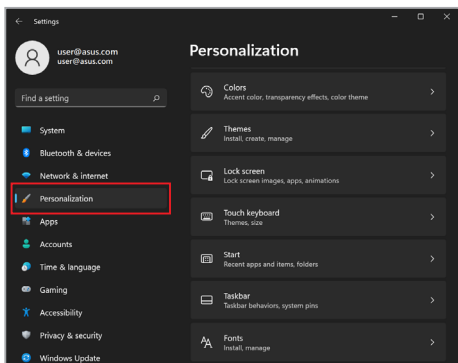 Settings
user@asus.com
user@asus.com
Find a setting
System
Bluetooth & devices
Network & internet
Personalization
Apps
Accounts
Time & language
Gaming
Accessibility
Privacy & security
Windows Update
Personalization
Colors
Accent color, transparency effects, color theme
Themes
Install, create, manage
Lock screen
Lock screen images, apps, animations
Touch keyboard
Themes, size
Start
Recent apps and items, folders
Taskbar
Taskbar behaviors, system pins
Fonts
Install, manage